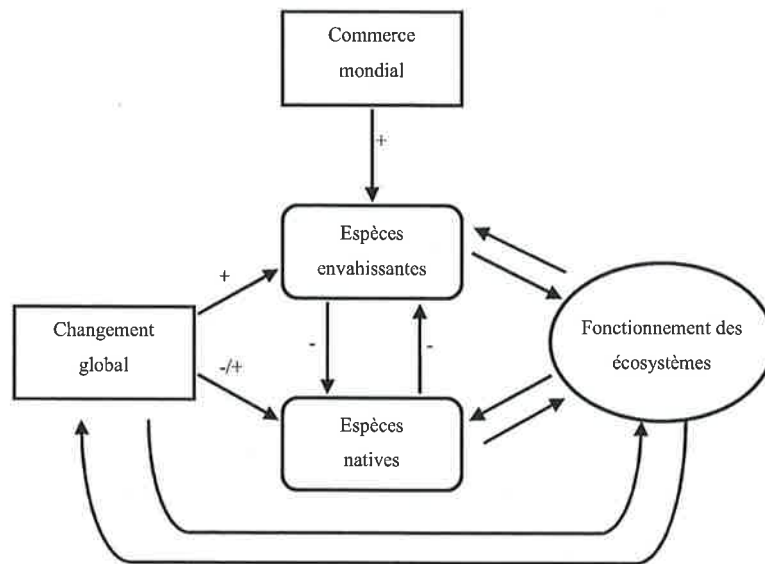 Commerce
mondial
+
Espèces
envahissantes
+
Changement
global
-
-
Fonctionnement des
écosystèmes
-/+
Espèces
natives